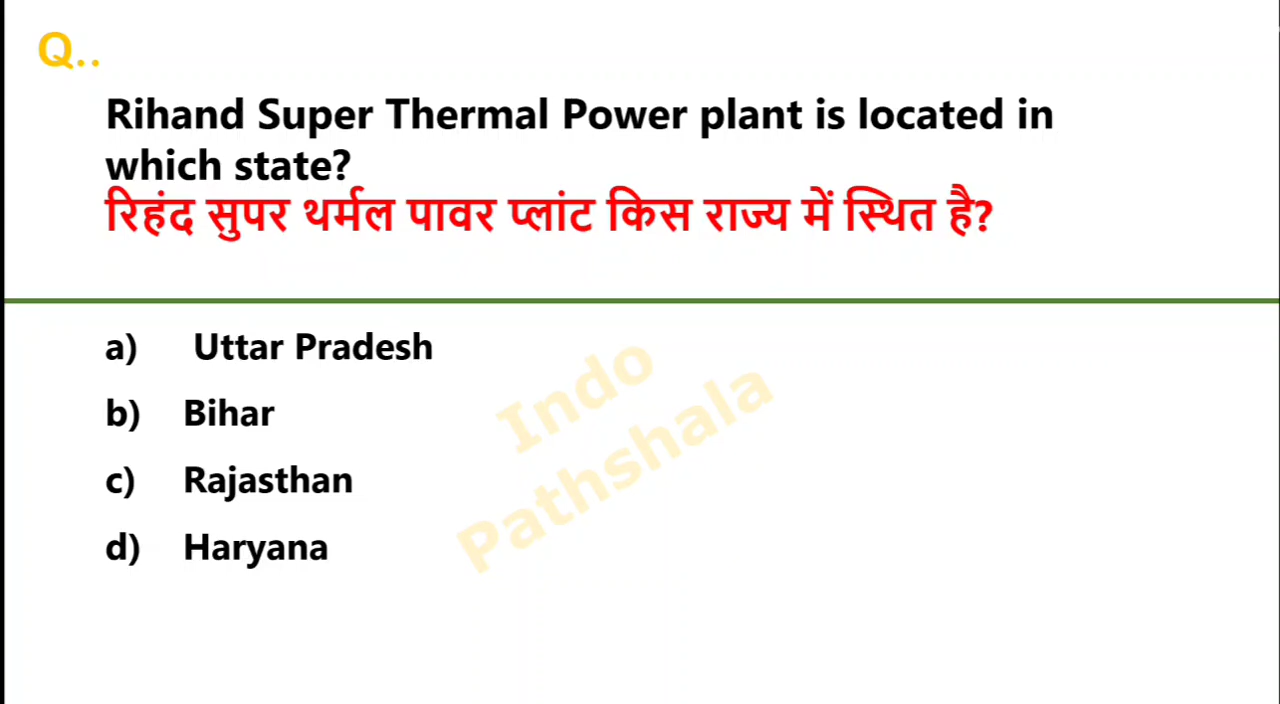 Q..
Rihand Super Thermal Power plant is located in
which state?
रिहंद सुपर थर्मल पावर प्लांट किस राज्य में स्थित है?
a) Uttar Pradesh
b) Bihar
c) Rajasthan
d) Haryana
Indo
Pathshala